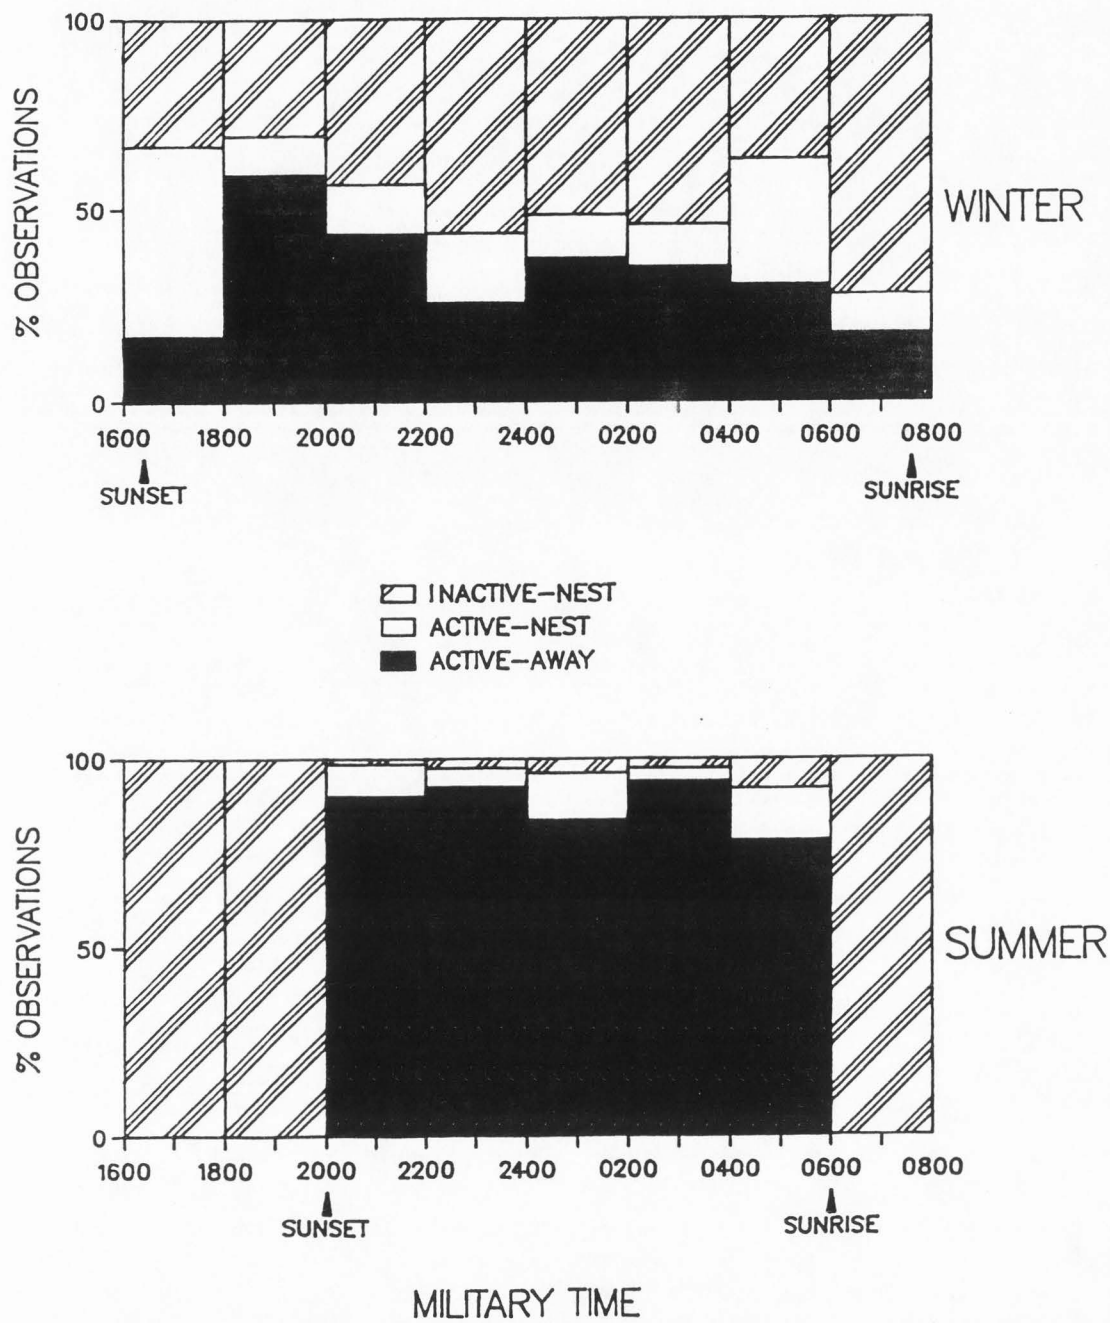 100
50
0
% OBSERVATIONS
WINTER
1600 1800 2000 2200 2400 0200 0400 0600 0800
SUNSET SUNRISE
INACTIVE-NEST
ACTIVE-NEST
ACTIVE-AWAY
100
50
0
% OBSERVATIONS
SUMMER
1600 1800 2000 2200 2400 0200 0400 0600 0800
SUNSET SUNRISE
MILITARY TIME